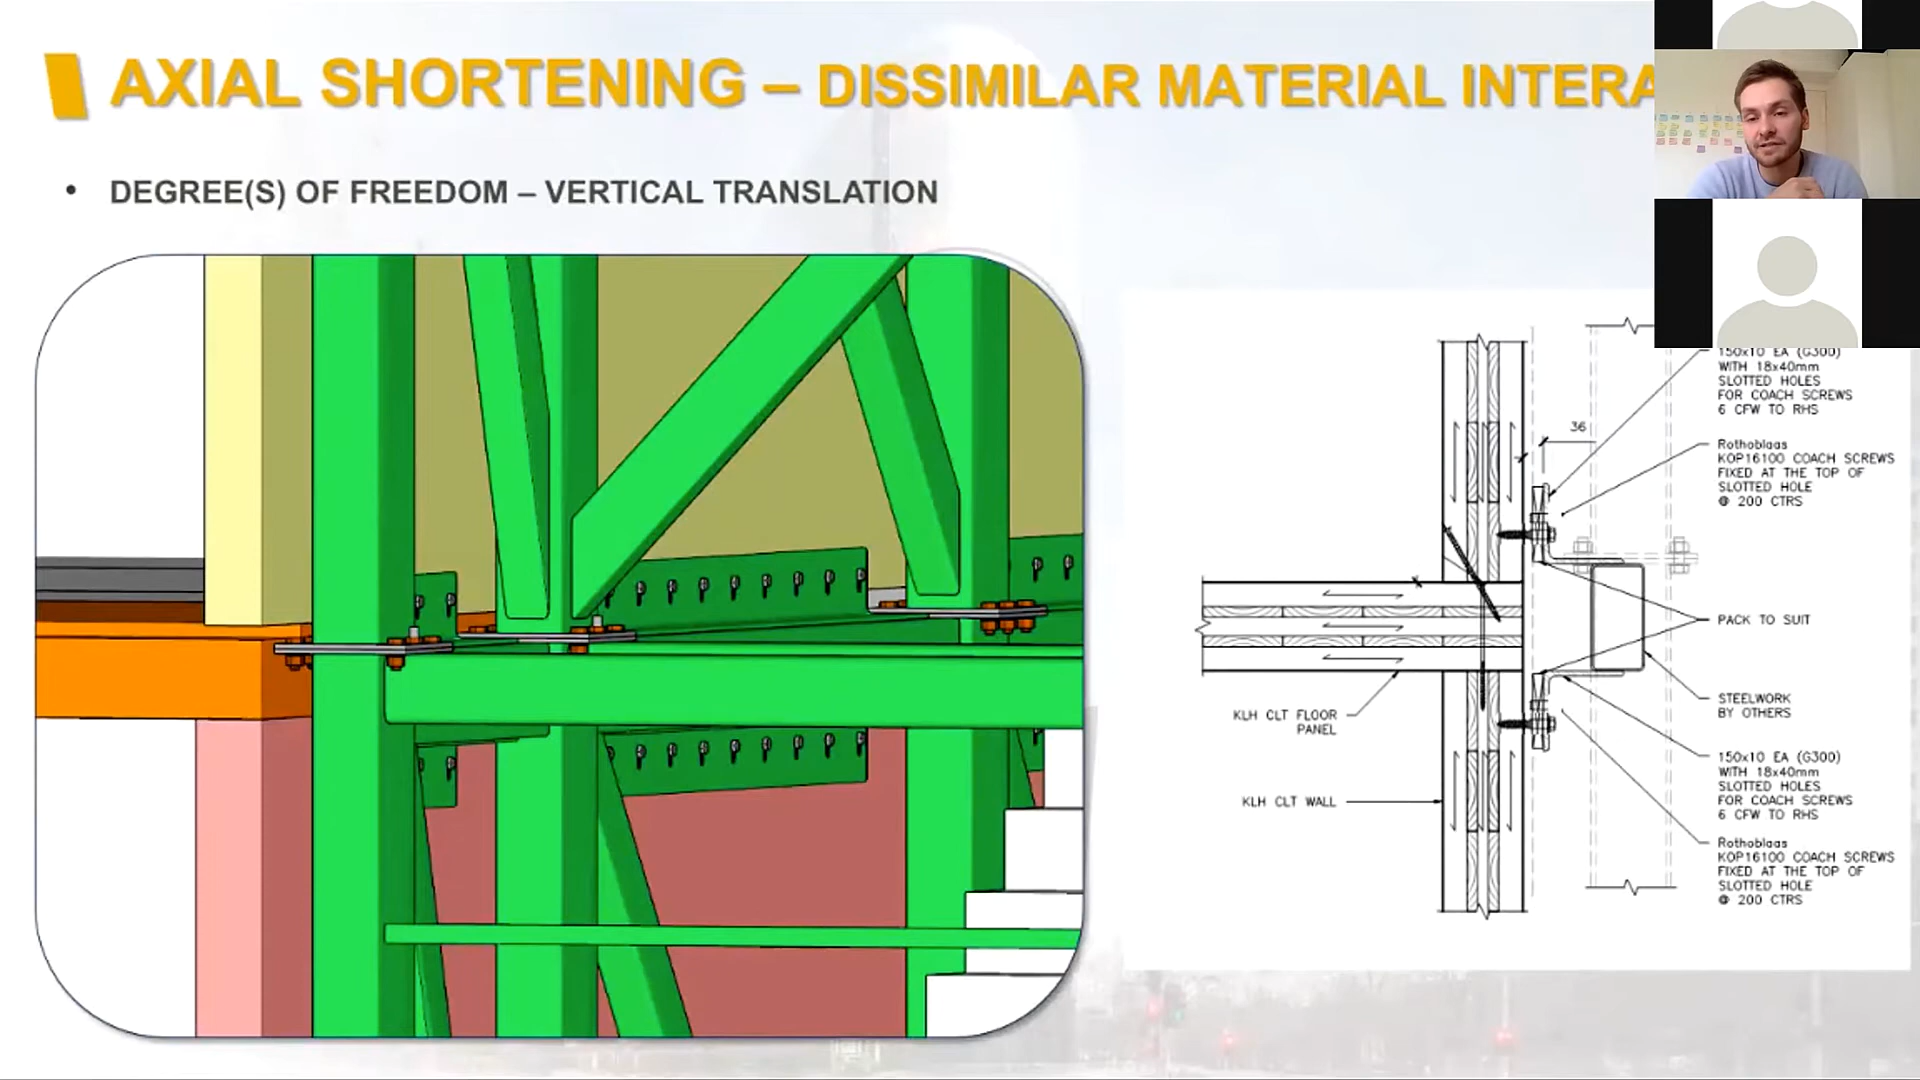 AXIAL SHORTENING – DISSIMILAR MATERIAL INTERA
• DEGREE(S) OF FREEDOM – VERTICAL TRANSLATION
150x10 EA (G300)
WITH 18x40mm
SLOTTED HOLES
FOR COACH SCREWS
6 CFW TO RHS
36
Rothoblaas
KOP16100 COACH SCREWS
FIXED AT THE TOP OF
SLOTTED HOLE
@ 200 CTRS
PACK TO SUIT
STEELWORK
BY OTHERS
KLH CLT FLOOR
PANEL
150x10 EA (G300)
WITH 18x40mm
SLOTTED HOLES
FOR COACH SCREWS
6 CFW TO RHS
KLH CLT WALL
Rothoblaas
KOP16100 COACH SCREWS
FIXED AT THE TOP OF
SLOTTED HOLE
@ 200 CTRS